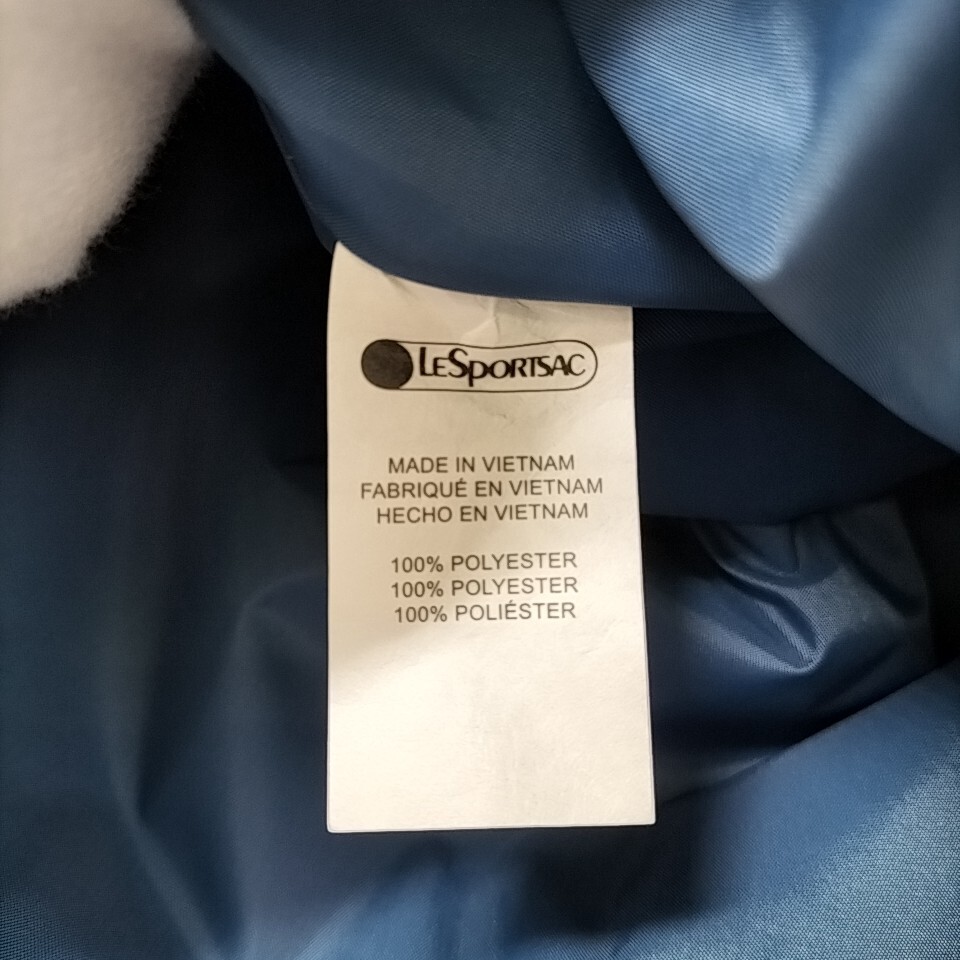 LESPORTSAC
MADE IN VIETNAM
FABRIQUÉ EN VIETNAM
HECHO EN VIETNAM
100% POLYESTER
100% POLYESTER
100% POLIÉSTER